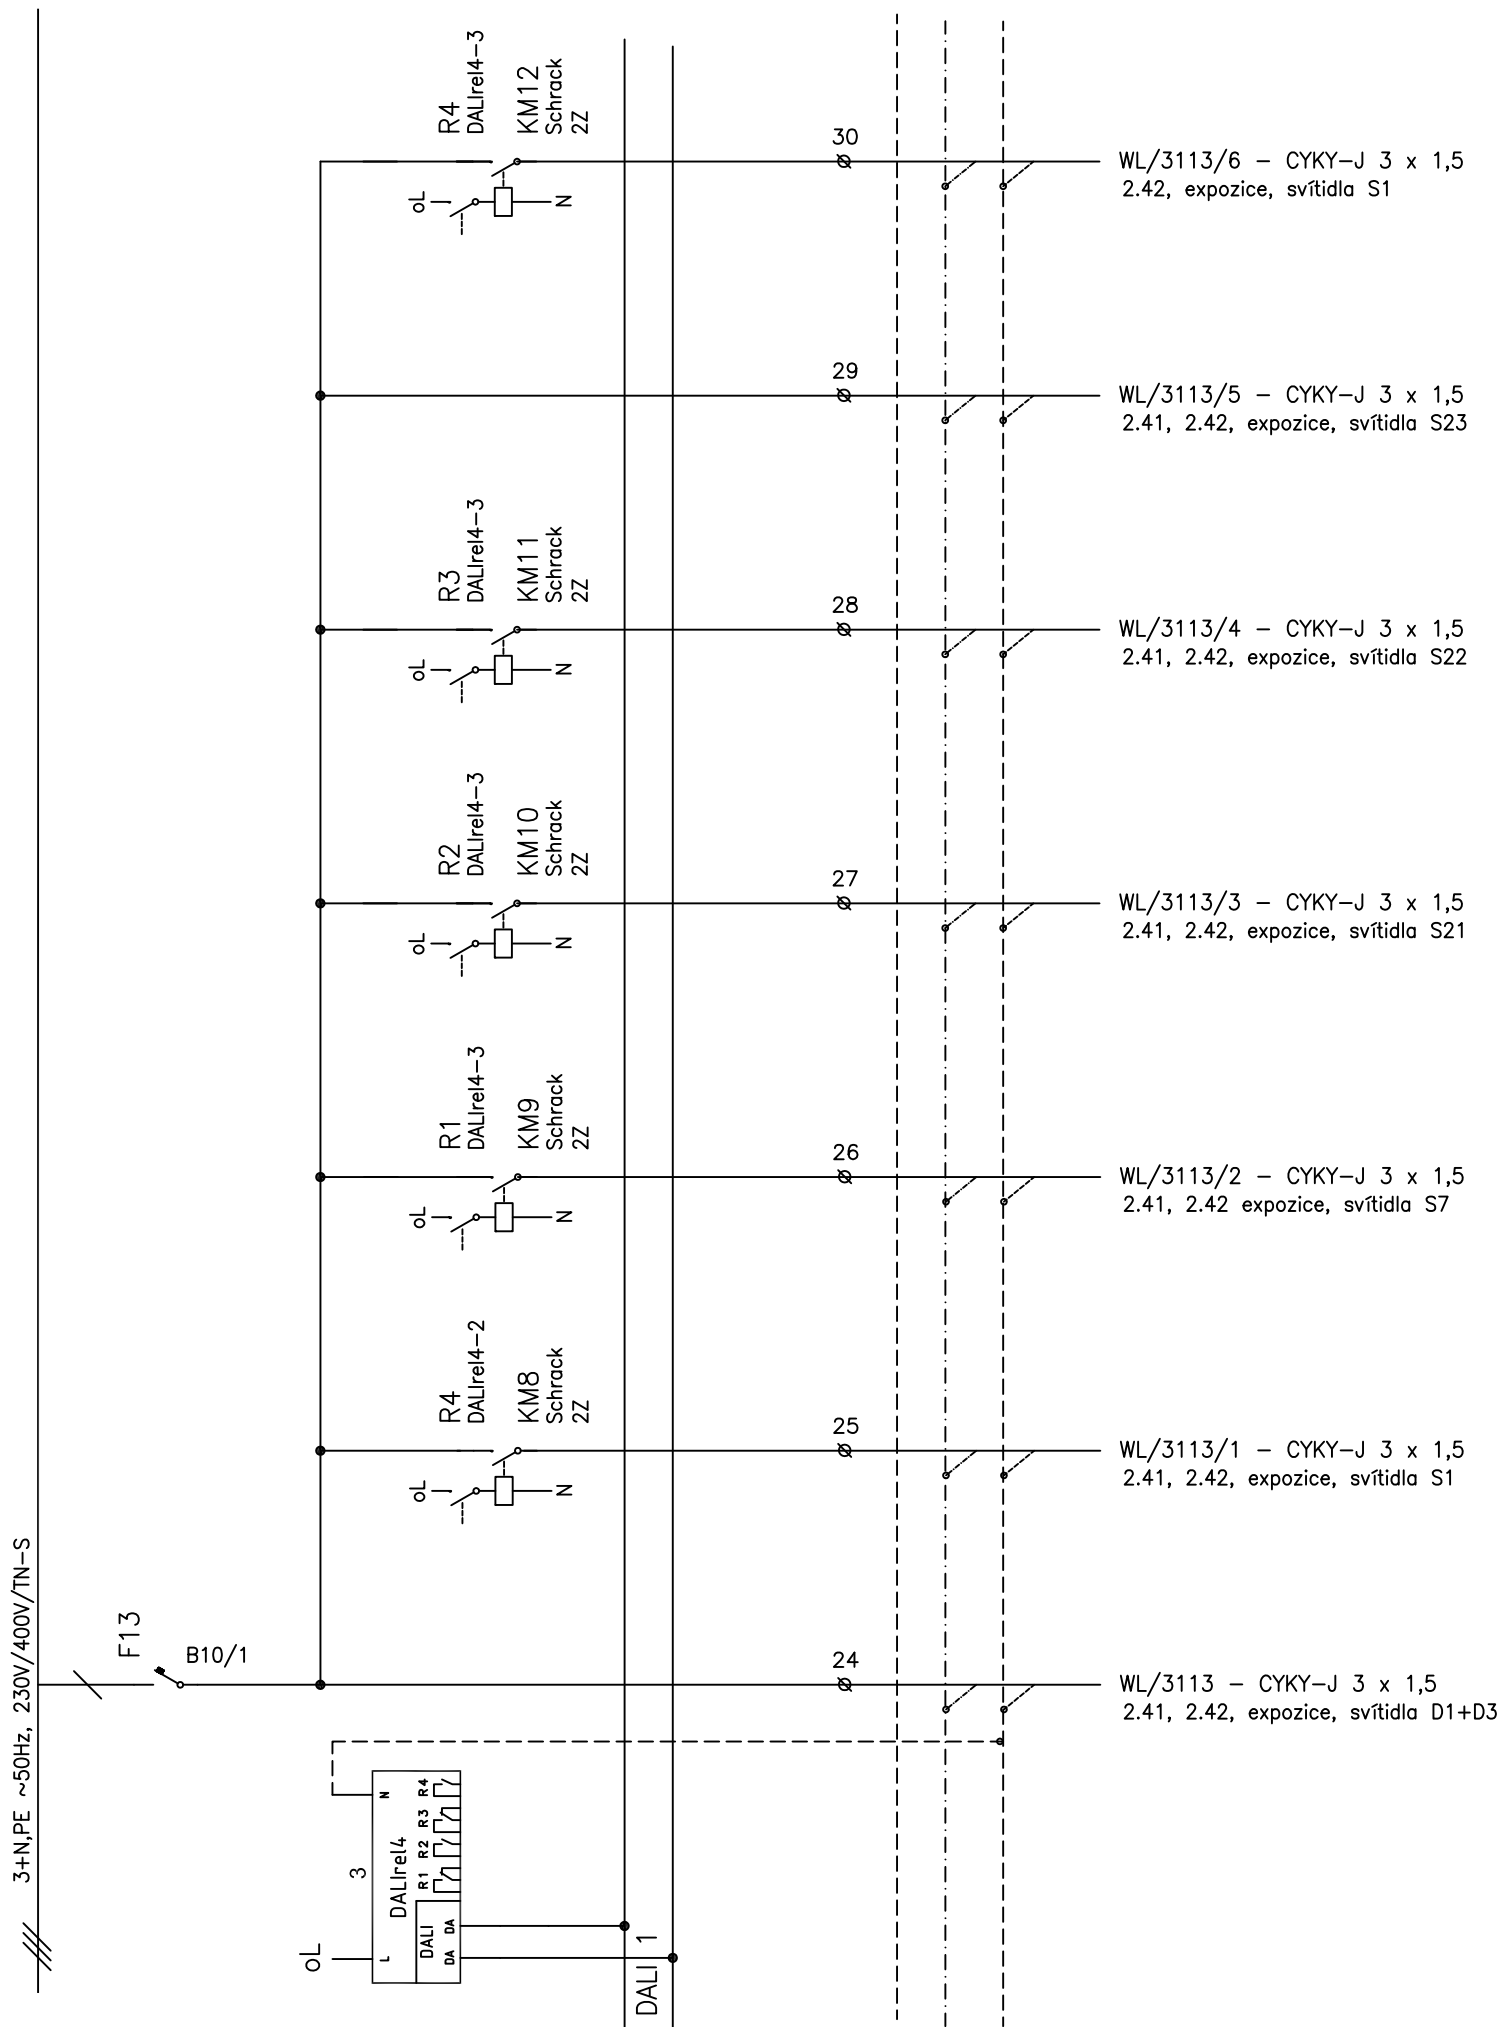 R4
DALIrel4-3
KM12
Schrack
2Z
oL
N
30
WL/3113/6 - CYKY-J 3 x 1,5
2.42, expozice, svítidla S1
29
WL/3113/5 - CYKY-J 3 x 1,5
2.41, 2.42, expozice, svítidla S23
R3
DALIrel4-3
KM11
Schrack
2Z
oL
N
28
WL/3113/4 - CYKY-J 3 x 1,5
2.41, 2.42, expozice, svítidla S22
R2
DALIrel4-3
KM10
Schrack
2Z
oL
N
27
WL/3113/3 - CYKY-J 3 x 1,5
2.41, 2.42, expozice, svítidla S21
R1
DALIrel4-3
KM9
Schrack
2Z
oL
N
26
WL/3113/2 - CYKY-J 3 x 1,5
2.41, 2.42 expozice, svítidla S7
R4
DALIrel4-2
KM8
Schrack
2Z
oL
N
25
WL/3113/1 - CYKY-J 3 x 1,5
2.41, 2.42, expozice, svítidla S1
3+N,PE ~50Hz, 230V/400V/TN-S
F13
B10/1
24
WL/3113 - CYKY-J 3 x 1,5
2.41, 2.42, expozice, svítidla D1+D3
3
oL
L
N
DALIrel4
R1 R2 R3 R4
DALI
DA DA
DALI 1